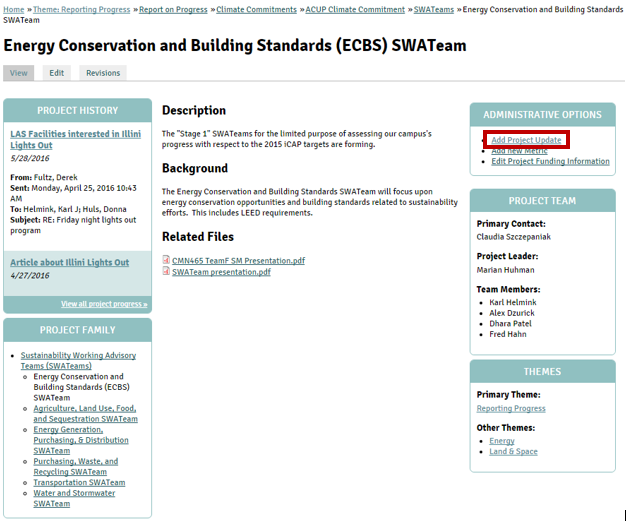 Home » Theme: Reporting Progress » Report on Progress » Climate Commitments » ACUP Climate Commitment » SWATeams » Energy Conservation and Building Standards
SWATeam
Energy Conservation and Building Standards (ECBS) SWATeam
View Edit Revisions
PROJECT HISTORY
LAS Facilities interested in Illini
Lights Out
5/28/2016
From: Fultz, Derek
Sent: Monday, April 25, 2016 10:43
AM
To: Helmink, Karl J; Huls, Donna
Subject: RE: Friday night lights out
program
Article about Illini Lights Out
4/27/2016
View all project progress »
PROJECT FAMILY
Sustainability Working Advisory
Teams (SWATeams)
Energy Conservation and
Building Standards (ECBS)
SWATeam
Agriculture, Land Use, Food,
and Sequestration SWATeam
Energy Generation,
Purchasing, & Distribution
SWATeam
Purchasing, Waste, and
Recycling SWATeam
Transportation SWATeam
Water and Stormwater
SWATeam
Description
The "Stage 1" SWATeams for the limited purpose of assessing our campus's
progress with respect to the 2015 iCAP targets are forming.
Background
The Energy Conservation and Building Standards SWATeam will focus upon
energy conservation opportunities and building standards related to sustainability
efforts. This includes LEED requirements.
Related Files
CMN465 TeamF SM Presentation.pdf
SWATeam presentation.pdf
ADMINISTRATIVE OPTIONS
Add Project Update
Add new Metric
Edit Project Funding Information
PROJECT TEAM
Primary Contact:
Claudia Szczepaniak
Project Leader:
Marian Huhman
Team Members:
Karl Helmink
Alex Dzurick
Dhara Patel
Fred Hahn
THEMES
Primary Theme:
Reporting Progress
Other Themes:
Energy
Land & Space